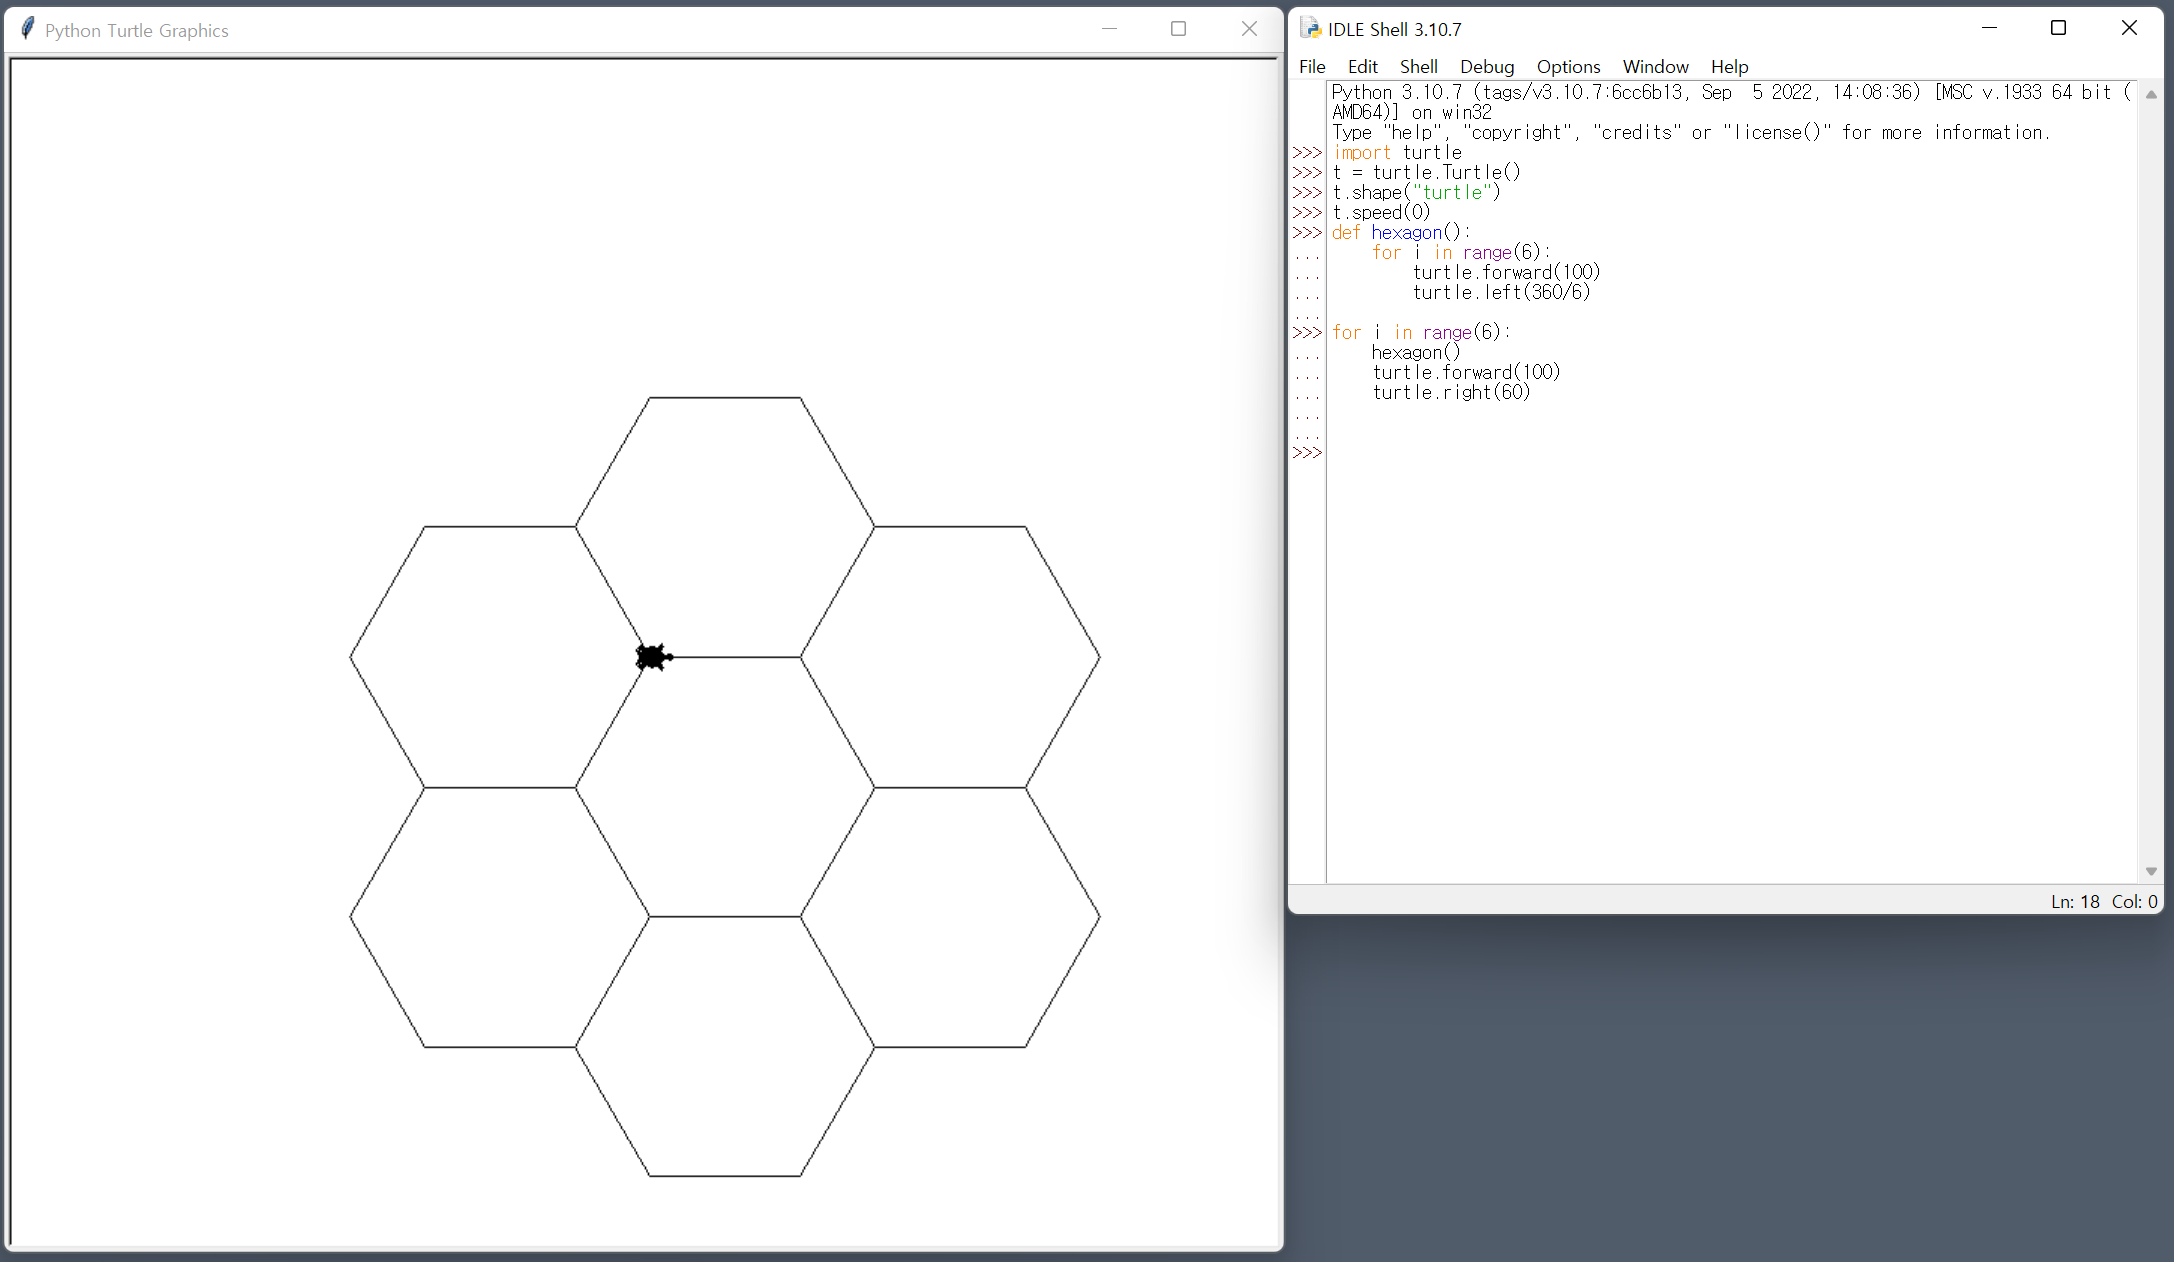 Python Turtle Graphics
IDLE Shell 3.10.7
File Edit Shell Debug Options Window Help
Python 3.10.7 (tags/v3.10.7:6cc6b13, Sep  5 2022, 14:08:36) [MSC v.1933 64 bit (
AMD64)] on win32
Type "help", "copyright", "credits" or "license()" for more information.
>>> import turtle
>>> t = turtle.Turtle()
>>> t.shape("turtle")
>>> t.speed(0)
>>> def hexagon():
...     for i in range(6):
...         turtle.forward(100)
...         turtle.left(360/6)
...
>>> for i in range(6):
...     hexagon()
...     turtle.forward(100)
...     turtle.right(60)
...
...
>>>
Ln: 18 Col: 0